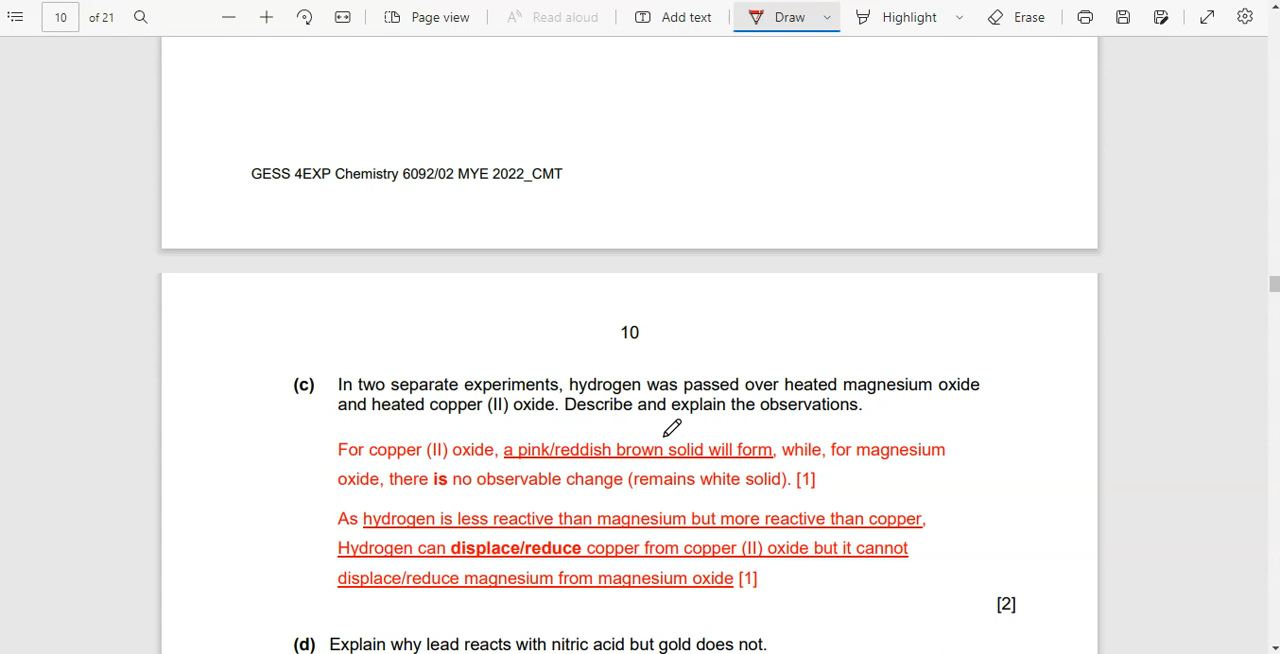 10 of 21 Page view Read aloud Add text Draw Highlight Erase
GESS 4EXP Chemistry 6092/02 MYE 2022_CMT
10
(c) In two separate experiments, hydrogen was passed over heated magnesium oxide
and heated copper (II) oxide. Describe and explain the observations.
For copper (II) oxide, a pink/reddish brown solid will form, while, for magnesium
oxide, there is no observable change (remains white solid). [1]
As hydrogen is less reactive than magnesium but more reactive than copper,
Hydrogen can displace/reduce copper from copper (II) oxide but it cannot
displace/reduce magnesium from magnesium oxide [1]
[2]
(d) Explain why lead reacts with nitric acid but gold does not.